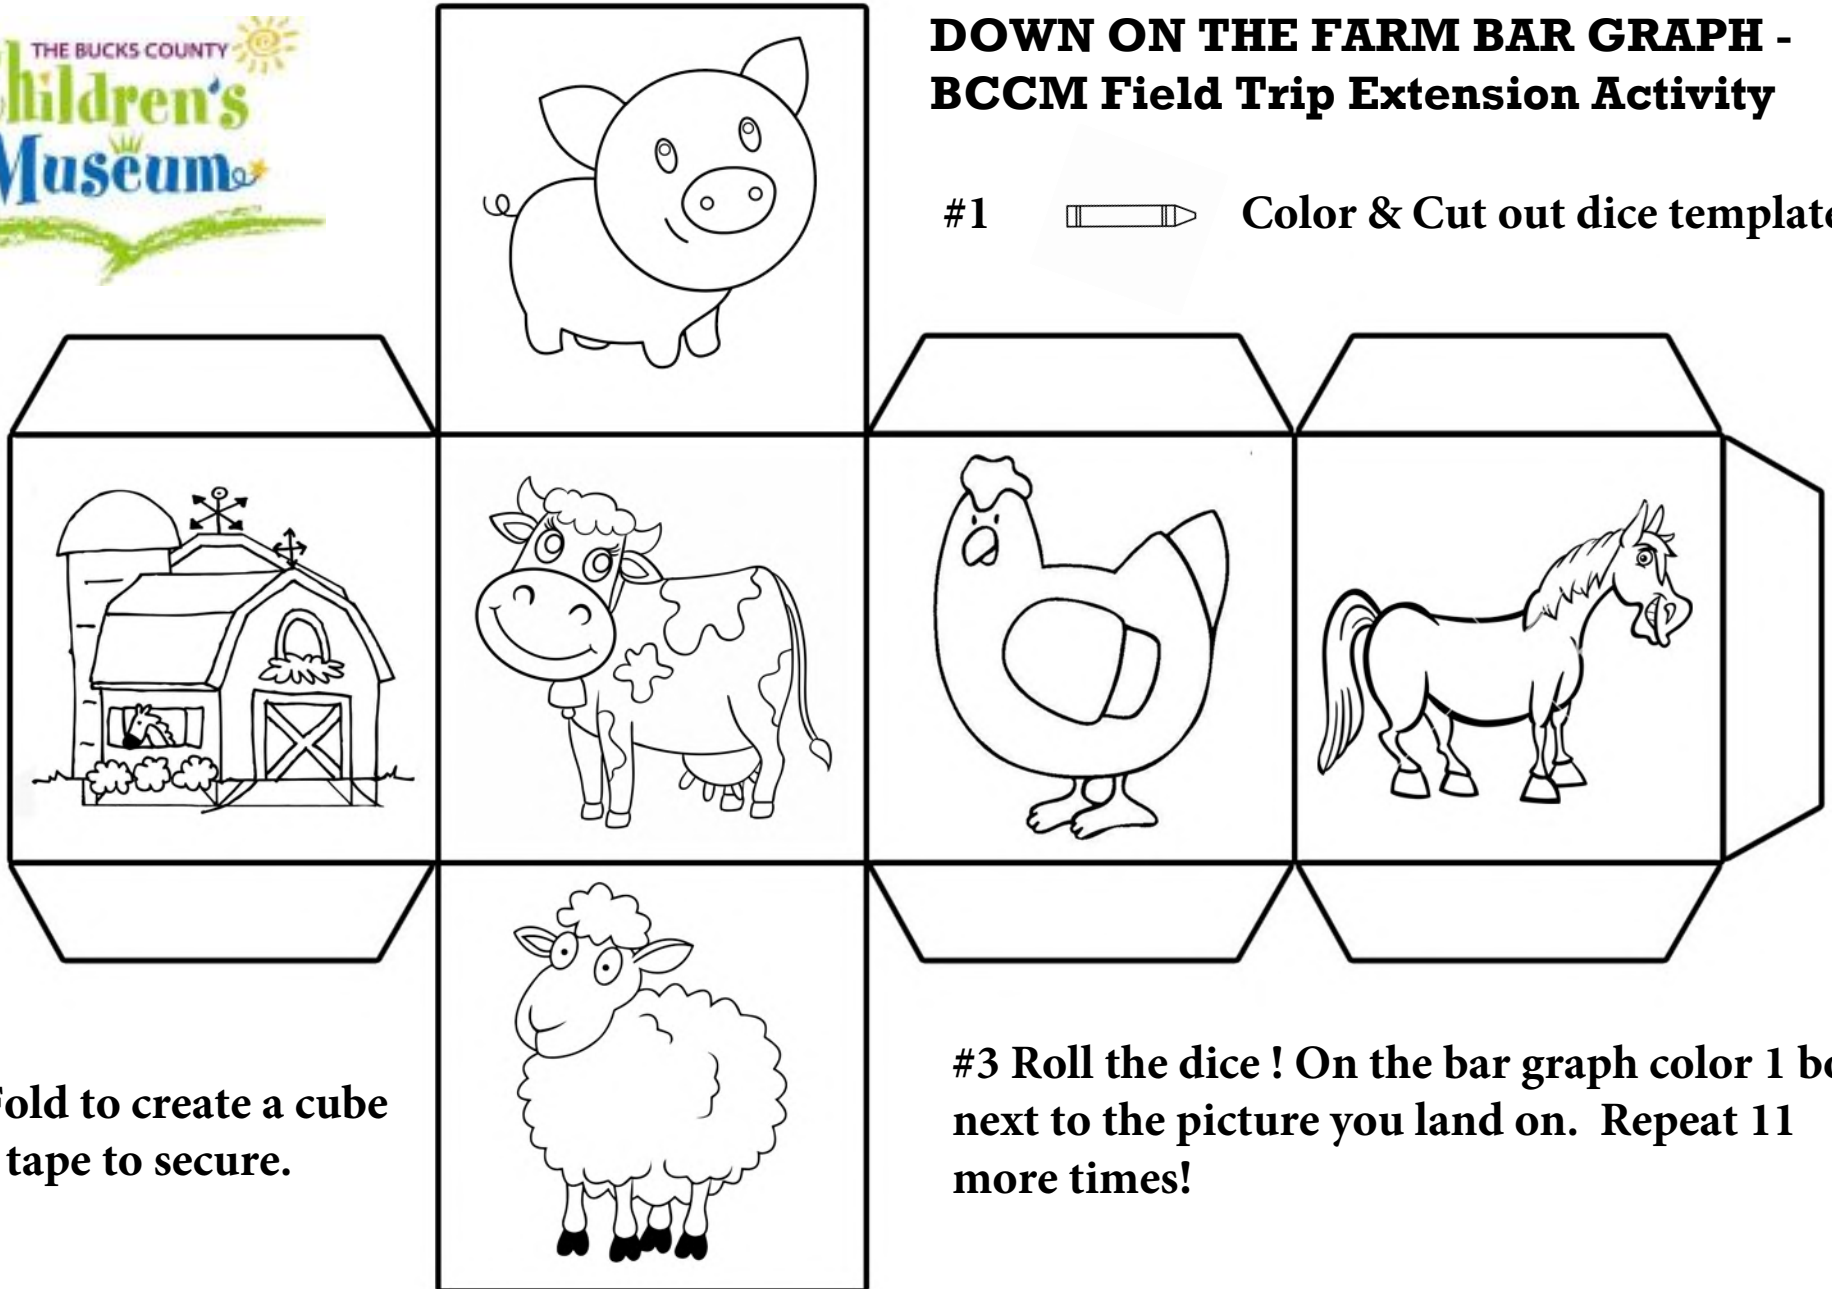 THE BUCKS COUNTY
Children's
Museum
DOWN ON THE FARM BAR GRAPH -
BCCM Field Trip Extension Activity
#1 Color & Cut out dice template
Fold to create a cube
tape to secure.
#3 Roll the dice ! On the bar graph color 1 bo
next to the picture you land on. Repeat 11
more times!